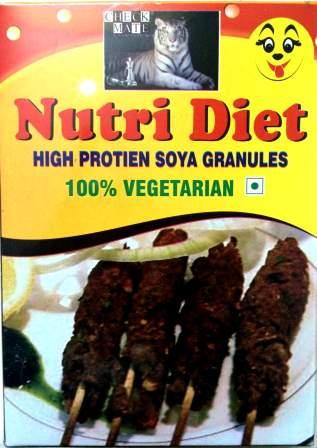 CHECK
MATE
Nutri Diet
HIGH PROTIEN SOYA GRANULES
100% VEGETARIAN